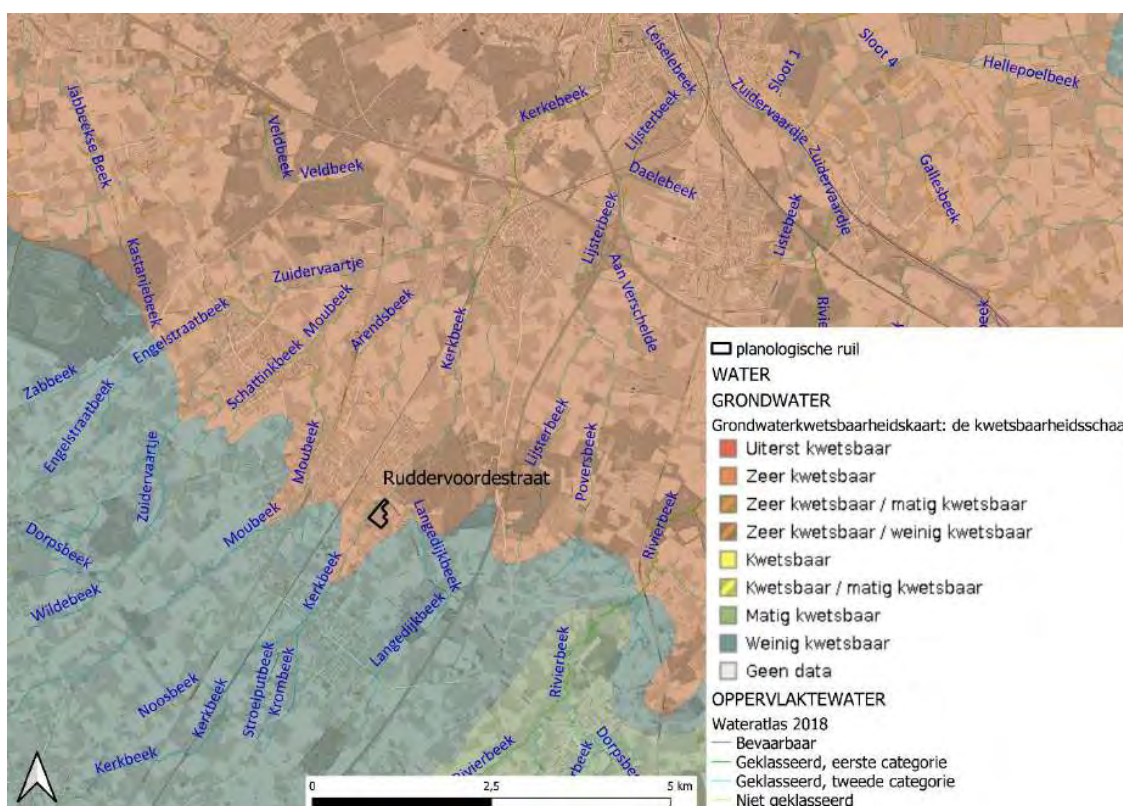 Leiselebeek
Sloot 1
Sloot 4
Hellepoelbeek
Jabbeekse Beek
Kerkebeek
Lijsterbeek
Zuidervaardje
Zuidervaardje
Veldbeek
Veldbeek
Daelebeek
Gallesbeek
Listebeek
Lijsterbeek
Kastanjebeek
Zuidervaartje
Aan Verschelde
Moubeek
Arendsbeek
Kerkbeek
Engelstraatbeek
Schattinkbeek
Zabbeek
Engelstraatbeek
Zuidervaartje
Moubeek
Lijsterbeek
Poversbeek
Ruddervoordestraat
Rivierbeek
Moubeek
Langedijkbeek
Dorpsbeek
Wildebeek
Kerkbeek
Langedijkbeek
Noosbeek
Kerkbeek
Stroelputbeek
Krombeek
Rivierbeek
Kerkbeek
Rivierbeek
planologische ruil
WATER
GRONDWATER
Grondwaterkwetsbaarheidskaart: de kwetsbaarheidsschaa
Uiterst kwetsbaar
Zeer kwetsbaar
Zeer kwetsbaar / matig kwetsbaar
Zeer kwetsbaar / weinig kwetsbaar
Kwetsbaar
Kwetsbaar / matig kwetsbaar
Matig kwetsbaar
Weinig kwetsbaar
Geen data
OPPERVLAKTEWATER
Wateratlas 2018
Bevaarbaar
Geklasseerd, eerste categorie
Geklasseerd, tweede categorie
Niet geklasseerd
0 2,5 5 km